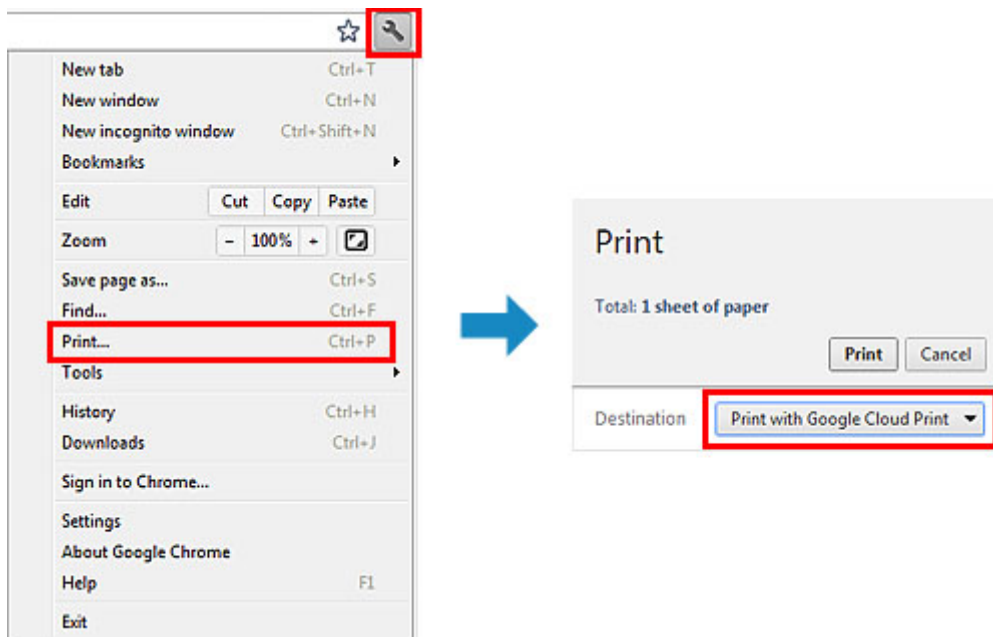 New tab Ctrl+T
New window Ctrl+N
New incognito window Ctrl+Shift+N
Bookmarks
Edit Cut Copy Paste
Zoom - 100% +
Save page as... Ctrl+S
Find... Ctrl+F
Print... Ctrl+P
Tools
History Ctrl+H
Downloads Ctrl+J
Sign in to Chrome...
Settings
About Google Chrome
Help F1
Exit
Print
Total: 1 sheet of paper
Print Cancel
Destination Print with Google Cloud Print